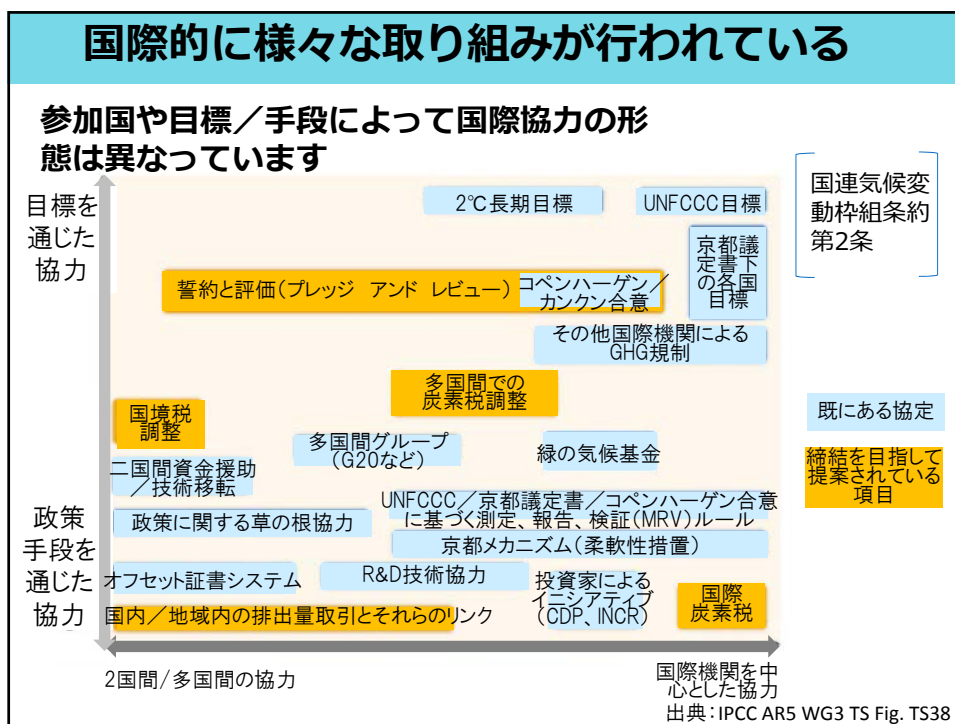 国際的に様々な取り組みが行われている
参加国や目標／手段によって国際協力の形
態は異なっています
目標を
通じた
協力
2℃長期目標
UNFCCC目標
国連気候変
動枠組条約
第2条
京都議
定書下
の各国
目標
誓約と評価(プレッジ アンド レビュー)
コペンハーゲン／
カンクン合意
その他国際機関による
GHG規制
多国間での
炭素税調整
国境税
調整
既にある協定
多国間グループ
(G20など)
緑の気候基金
二国間資金援助
／技術移転
締結を目指して
提案されている
項目
政策
手段を
通じた
協力
UNFCCC／京都議定書／コペンハーゲン合意
に基づく測定、報告、検証(MRV)ルール
政策に関する草の根協力
京都メカニズム(柔軟性措置)
オフセット証書システム
R&D技術協力
投資家による
イニシアティブ
(CDP、INCR)
国際
炭素税
国内／地域内の排出量取引とそれらのリンク
2国間/多国間の協力
国際機関を中
心とした協力
出典：IPCC AR5 WG3 TS Fig. TS38